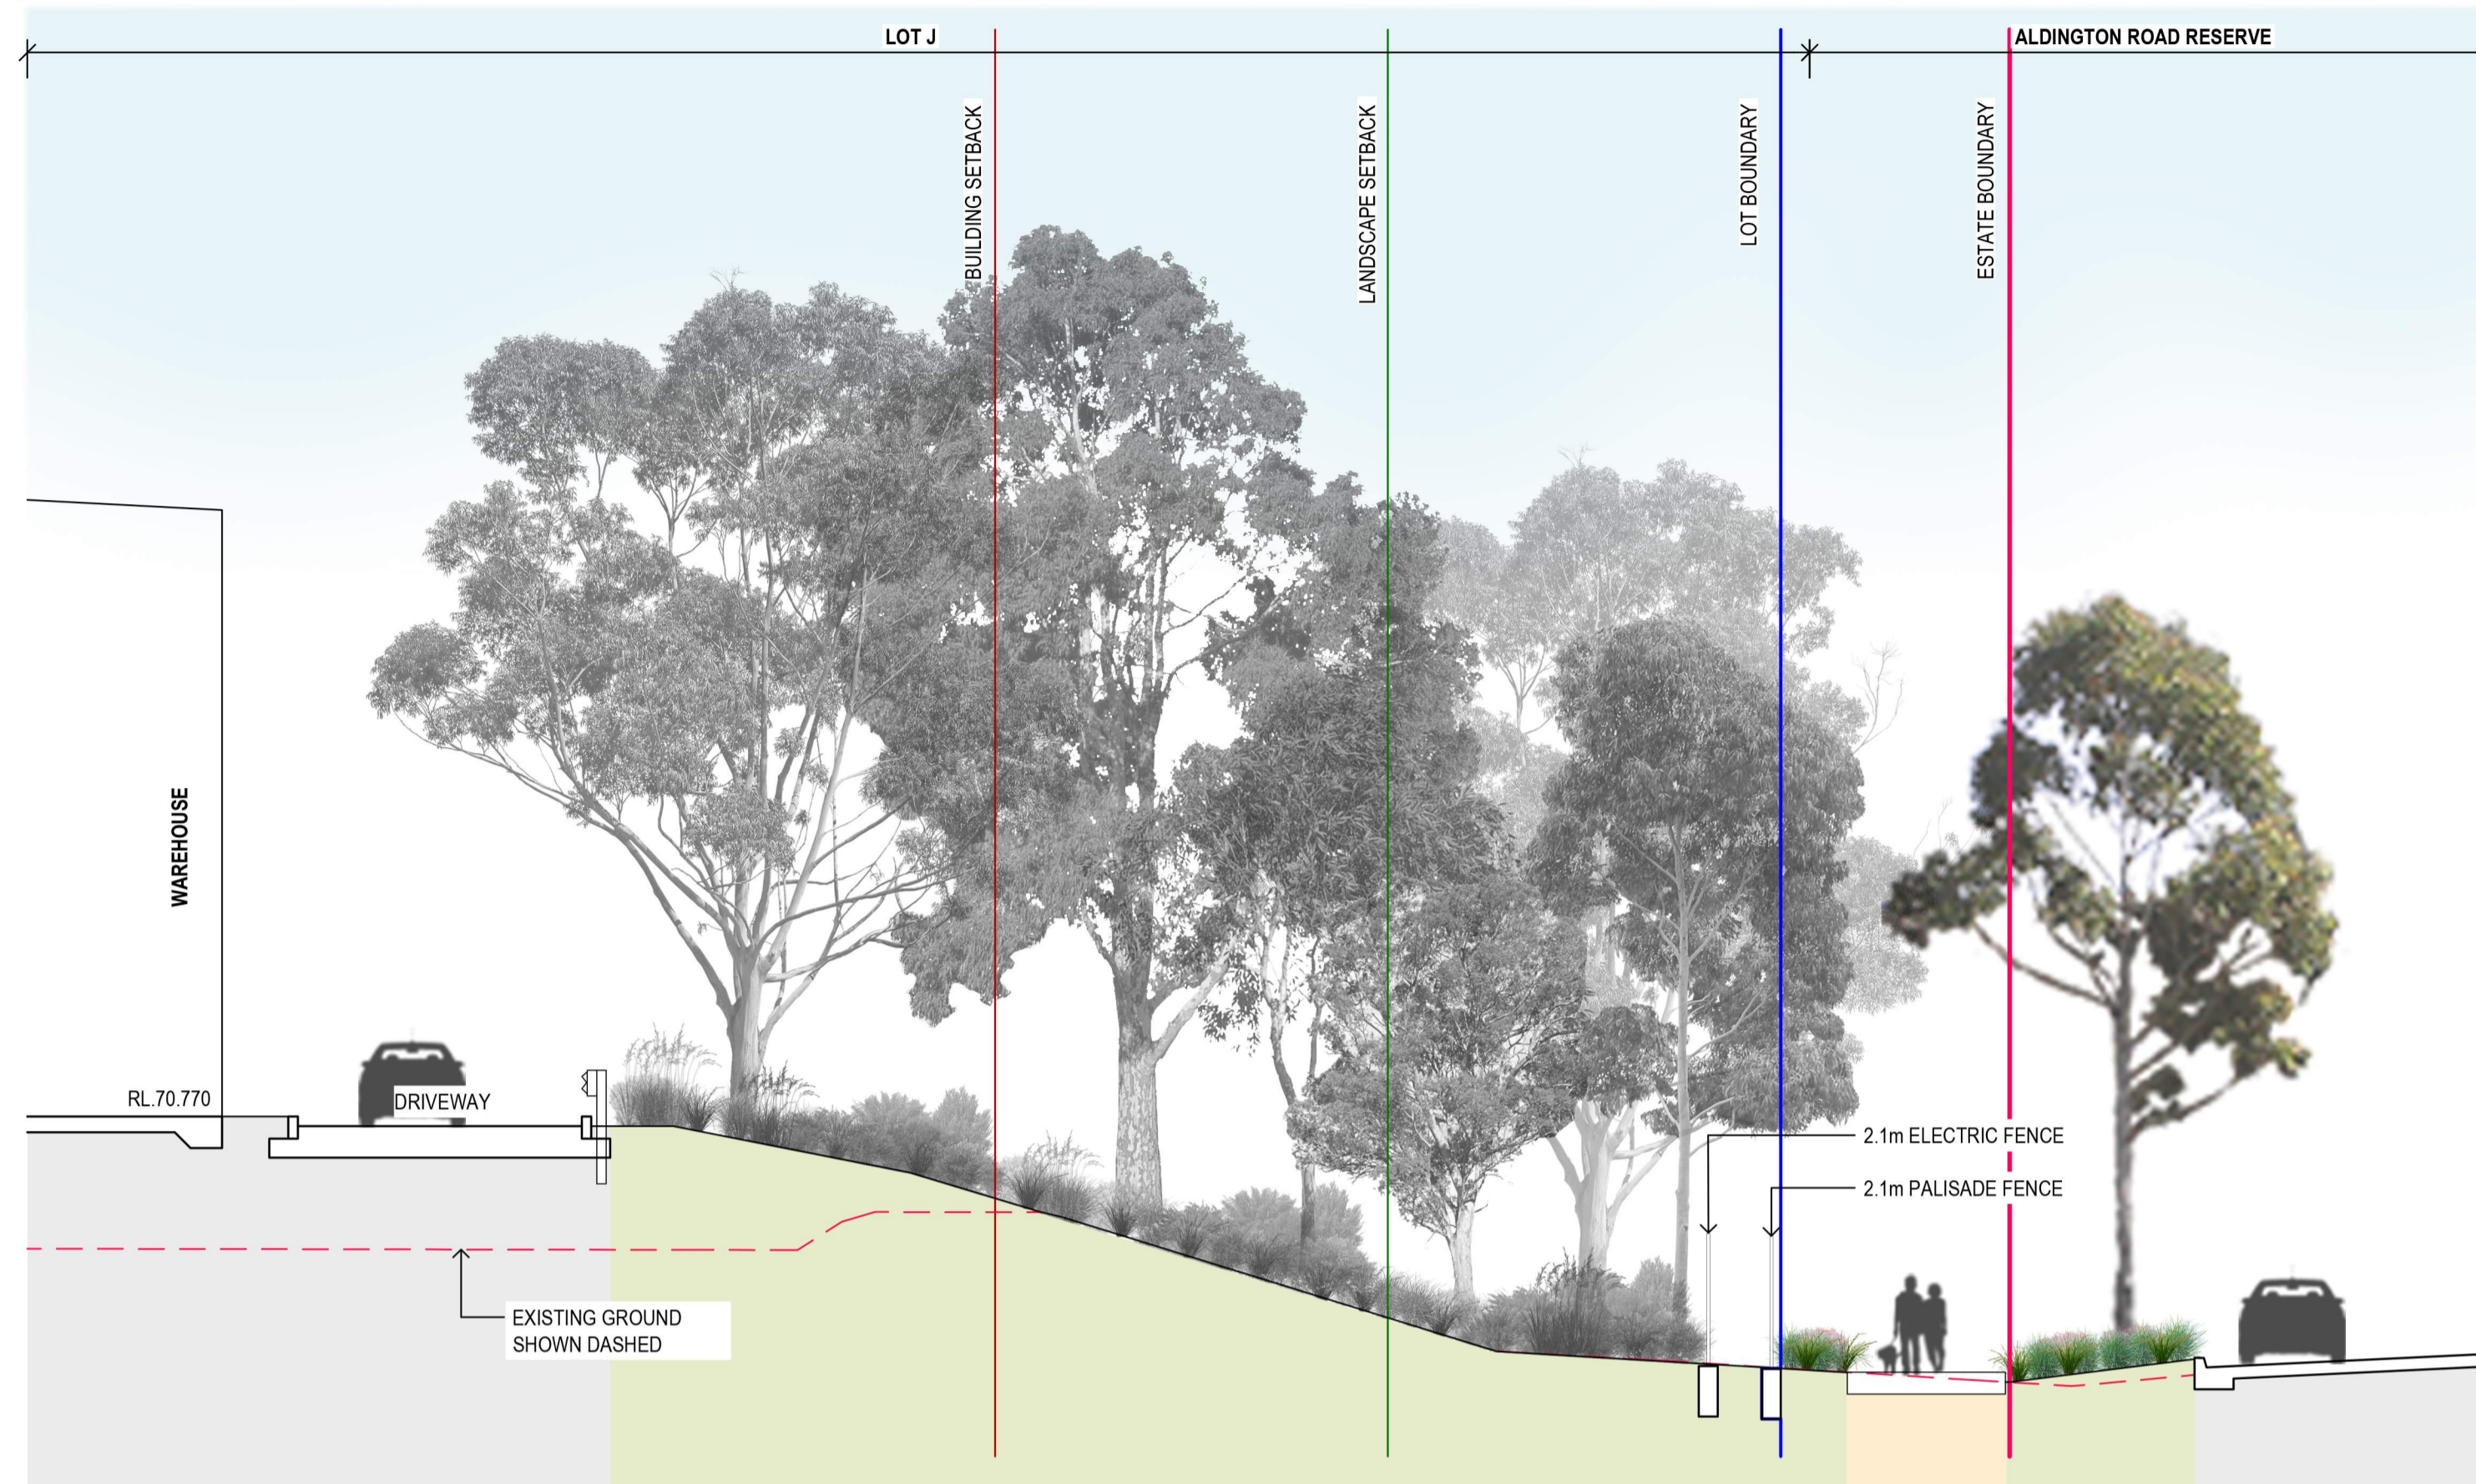 LOT J
ALDINGTON ROAD RESERVE
BUILDING SETBACK
LANDSCAPE SETBACK
LOT BOUNDARY
ESTATE BOUNDARY
WAREHOUSE
RL.70.770
DRIVEWAY
2.1m ELECTRIC FENCE
2.1m PALISADE FENCE
EXISTING GROUND
SHOWN DASHED